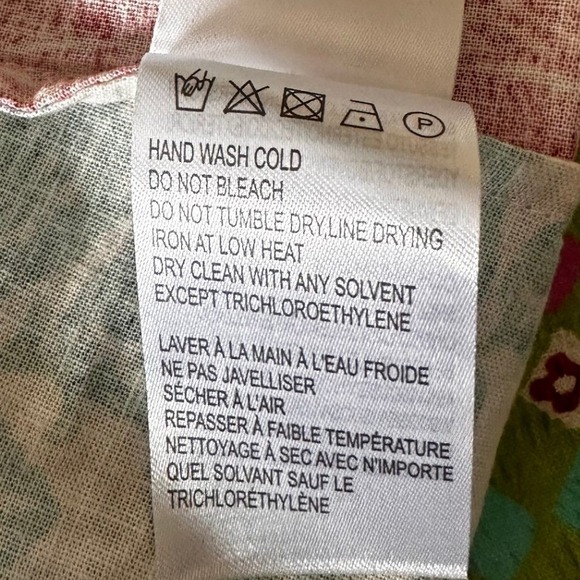 P
HAND WASH COLD
DO NOT BLEACH
DO NOT TUMBLE DRY,LINE DRYING
IRON AT LOW HEAT
DRY CLEAN WITH ANY SOLVENT
EXCEPT TRICHLOROETHYLENE
LAVER À LA MAIN À L'EAU FROIDE
NE PAS JAVELLISER
SÉCHER À L'AIR
REPASSER À FAIBLE TEMPÉRATURE
NETTOYAGE À SEC AVEC N'IMPORTE
QUEL SOLVANT SAUF LE
TRICHLORÉTHYLÈNE